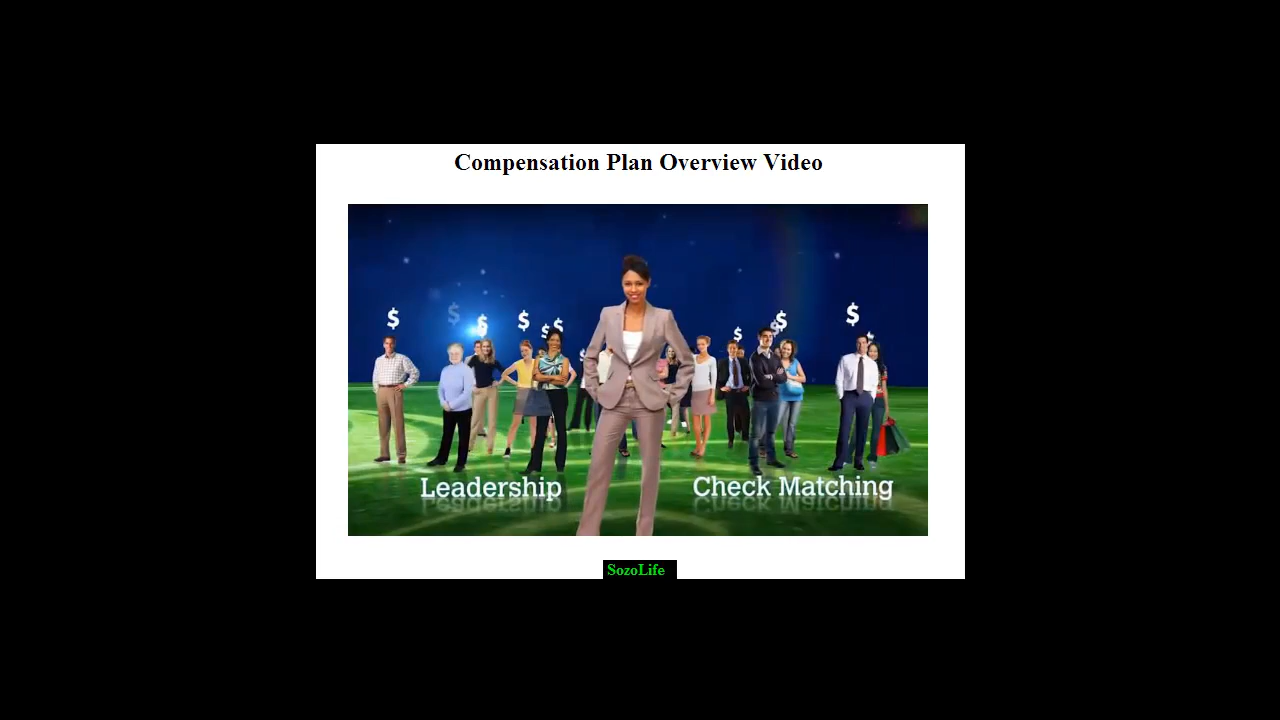 Compensation Plan Overview Video
$ $ $ $ $ $ $ $ $ $ $
Leadership Check Matching
SozoLife